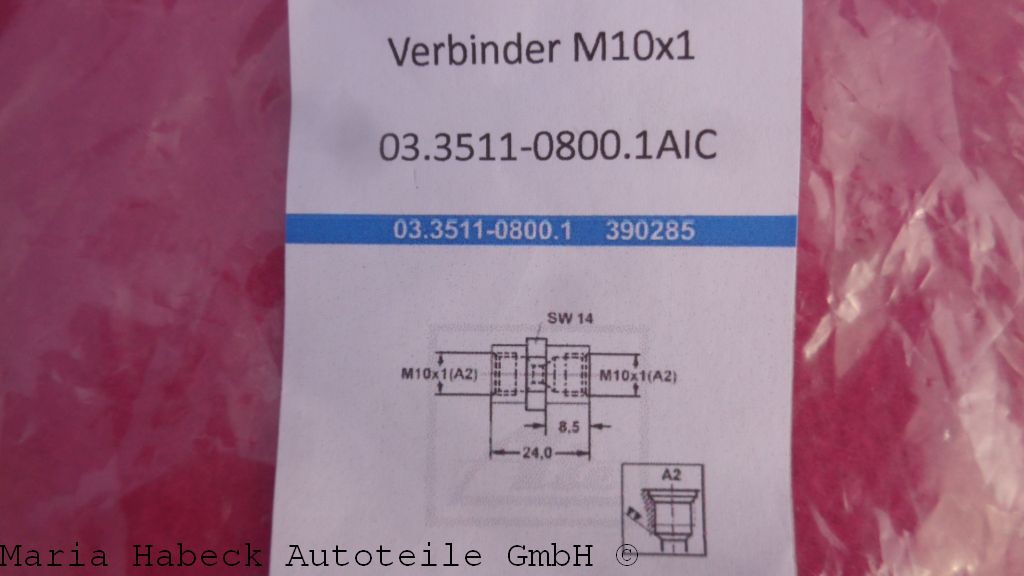 Verbinder M10x1
03.3511-0800.1AIC
03.3511-0800.1 390285
SW 14
M10x1(A2) M10x1(A2)
8,5
24,0
A2
Maria Habeck Autoteile GmbH ©